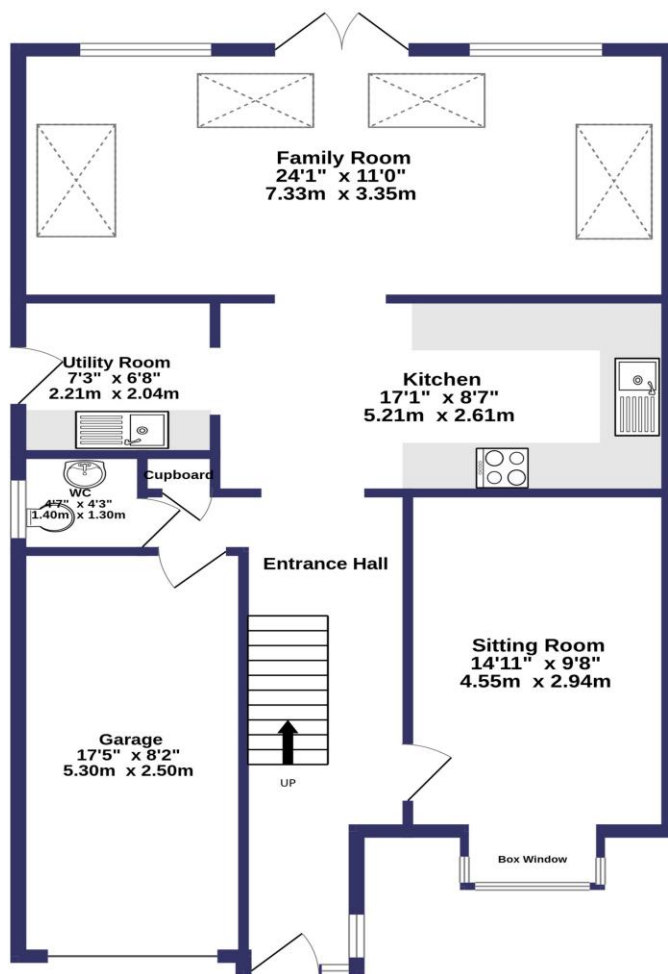 Family Room
24'1" x 11'0"
7.33m x 3.35m
Utility Room
7'3" x 6'8"
2.21m x 2.04m
Kitchen
17'1" x 8'7"
5.21m x 2.61m
Cupboard
WC
4'7" x 4'3"
1.40m x 1.30m
Entrance Hall
Sitting Room
14'11" x 9'8"
4.55m x 2.94m
Garage
17'5" x 8'2"
5.30m x 2.50m
UP
Box Window